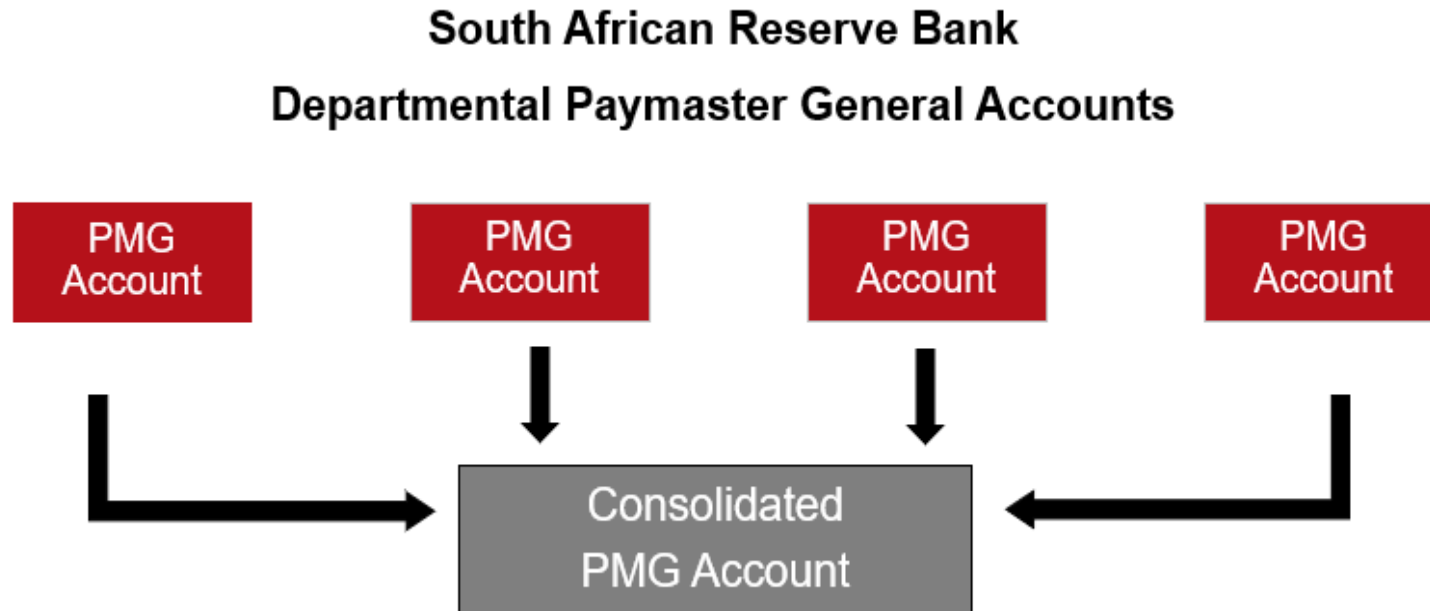 South African Reserve Bank
Departmental Paymaster General Accounts
PMG
Account
PMG
Account
PMG
Account
PMG
Account
Consolidated
PMG Account